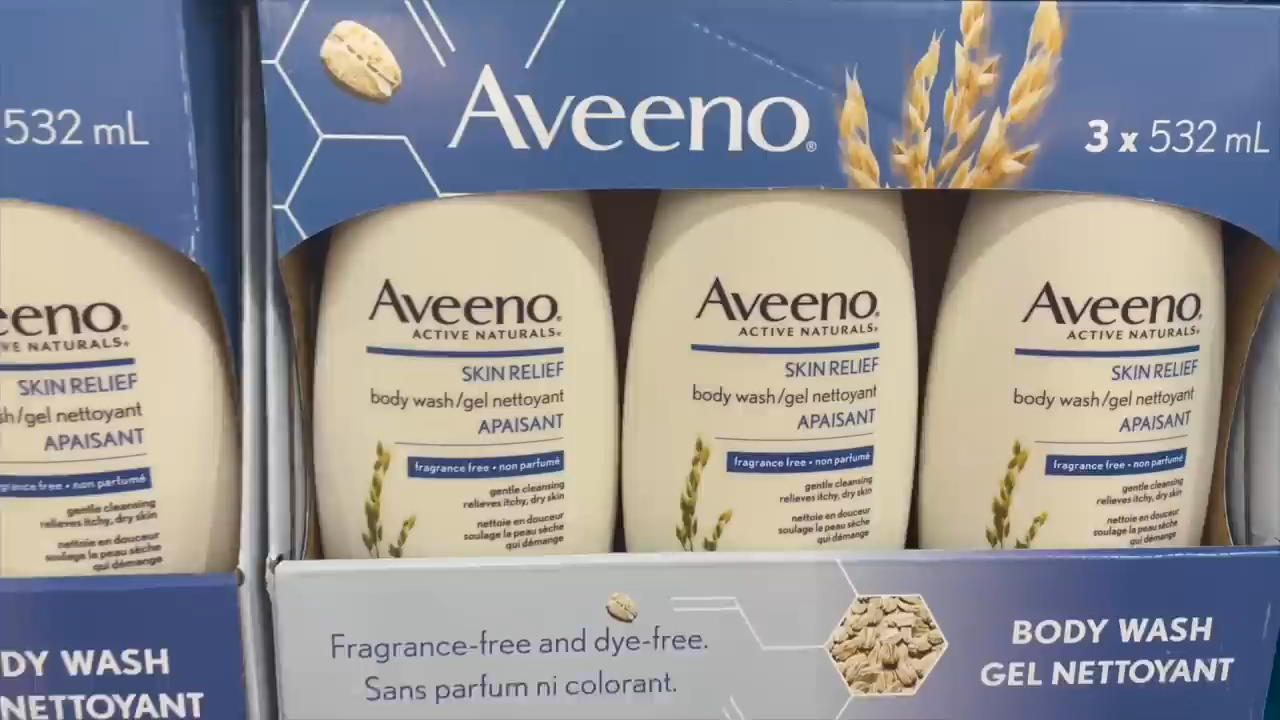 532 mL
eeno.
VE NATURALS®
SKIN RELIEF
sh/gel nettoyant
APAISANT
grance free • non parfumé
gentle cleansing
relieves itchy, dry skin
nettoie en douceur
soulage la peau sèche
qui démange
DY WASH
NETTOYANT
Aveeno®
3 x 532 mL
Aveeno®
ACTIVE NATURALS®
SKIN RELIEF
body wash/gel nettoyant
APAISANT
fragrance free • non parfumé
gentle cleansing
relieves itchy, dry skin
nettoie en douceur
soulage la peau sèche
qui démange
Aveeno®
ACTIVE NATURALS®
SKIN RELIEF
body wash/gel nettoyant
APAISANT
fragrance free • non parfumé
gentle cleansing
relieves itchy, dry skin
nettoie en douceur
soulage la peau sèche
qui démange
Aveeno®
ACTIVE NATURALS®
SKIN RELIEF
body wash/gel nettoyant
APAISANT
fragrance free • non parfumé
gentle cleansing
relieves itchy, dry skin
nettoie en douceur
soulage la peau sèche
qui démange
Fragrance-free and dye-free.
Sans parfum ni colorant.
BODY WASH
GEL NETTOYANT